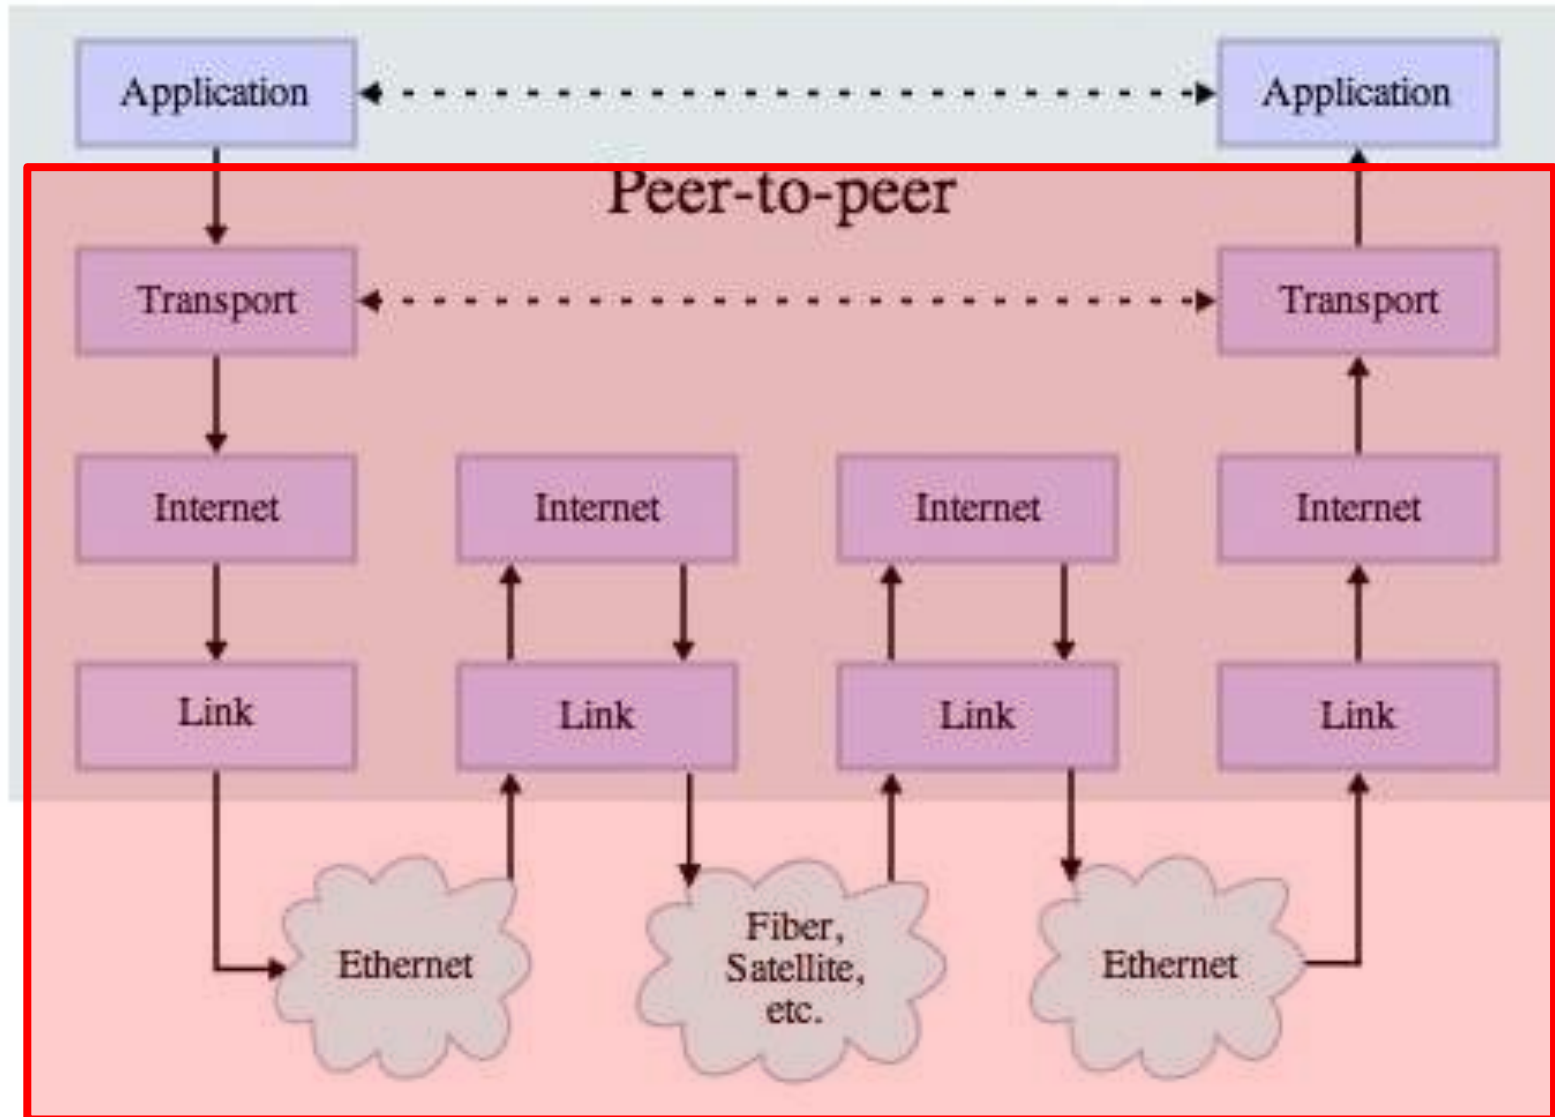 Application
Application
Peer-to-peer
Transport
Transport
Internet
Internet
Internet
Internet
Link
Link
Link
Link
Ethernet
Fiber,
Satellite,
etc.
Ethernet